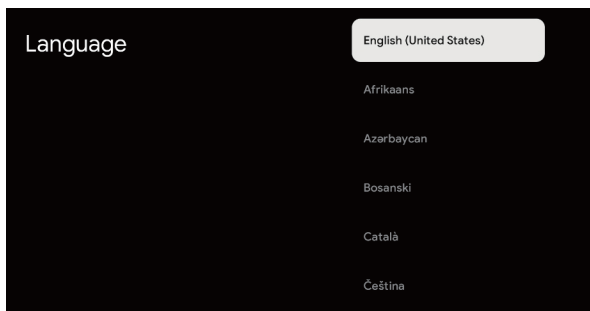 Language
English (United States)
Afrikaans
Azərbaycan
Bosanski
Català
Čeština